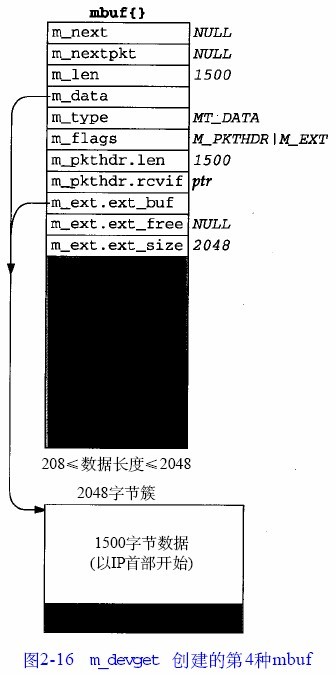 mbuf{}
m_next NULL
m_nextpkt NULL
m_len 1500
m_data
m_type MT_DATA
m_flags M_PKTHDR|M_EXT
m_pkthdr.len 1500
m_pkthdr.rcvif ptr
m_ext.ext_buf
m_ext.ext_free NULL
m_ext.ext_size 2048
208≤数据长度≤2048
2048字节簇
1500字节数据
(以IP首部开始)
图2-16 m_devget 创建的第4种mbuf